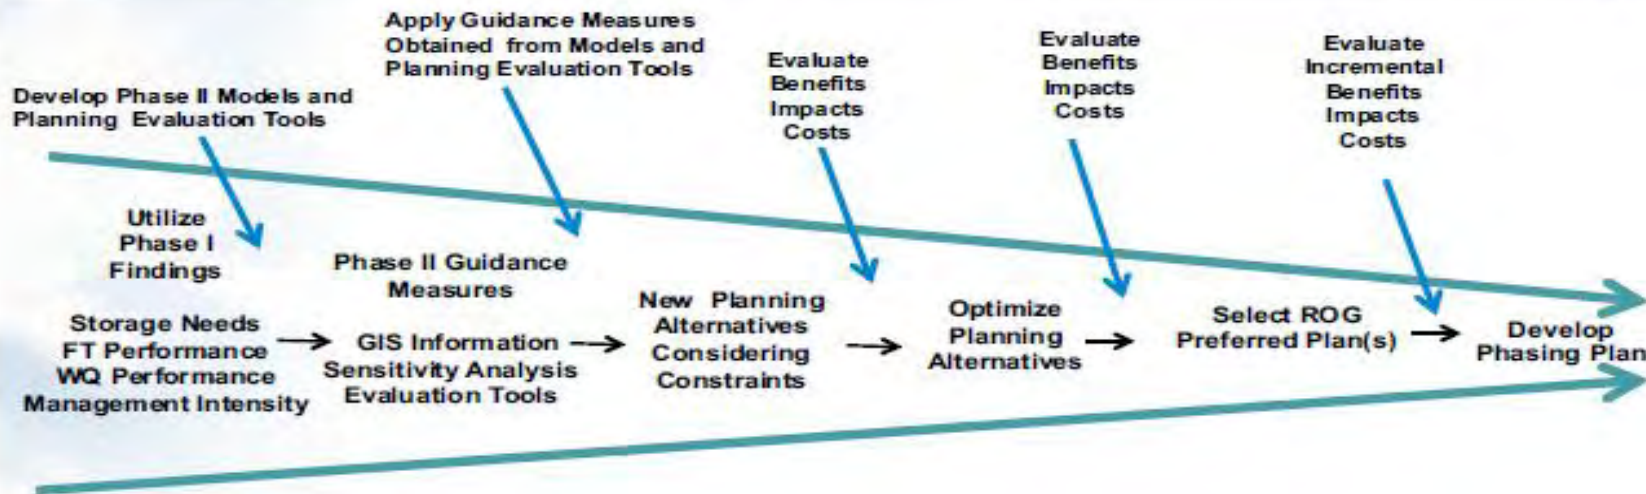 Develop Phase II Models and
Planning Evaluation Tools
Apply Guidance Measures
Obtained from Models and
Planning Evaluation Tools
Evaluate
Benefits
Impacts
Costs
Evaluate
Benefits
Impacts
Costs
Evaluate
Incremental
Benefits
Impacts
Costs
Utilize
Phase I
Findings
Storage Needs
FT Performance
WQ Performance
Management Intensity
Phase II Guidance
Measures
GIS Information
Sensitivity Analysis
Evaluation Tools
New Planning
Alternatives
Considering
Constraints
Optimize
Planning
Alternatives
Select ROG
Preferred Plan(s)
Develop
Phasing Plan